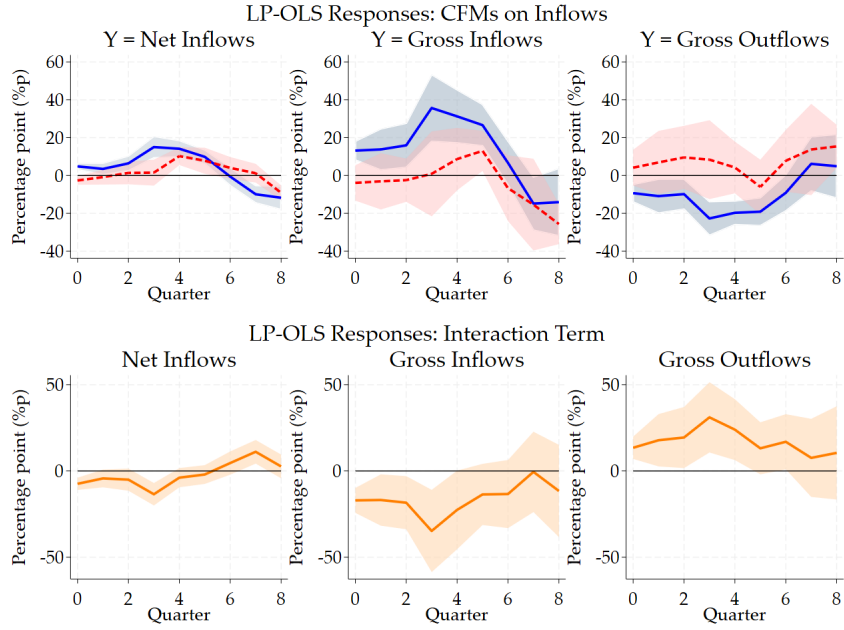 LP-OLS Responses: CFMs on Inflows
Y = Net Inflows
Y = Gross Inflows
Y = Gross Outflows
Percentage point (%p)
60
40
20
0
-20
-40
0 2 4 6 8
Quarter
Percentage point (%p)
60
40
20
0
-20
-40
0 2 4 6 8
Quarter
Percentage point (%p)
60
40
20
0
-20
-40
0 2 4 6 8
Quarter
LP-OLS Responses: Interaction Term
Net Inflows
Gross Inflows
Gross Outflows
Percentage point (%p)
50
0
-50
0 2 4 6 8
Quarter
Percentage point (%p)
50
0
-50
0 2 4 6 8
Quarter
Percentage point (%p)
50
0
-50
0 2 4 6 8
Quarter